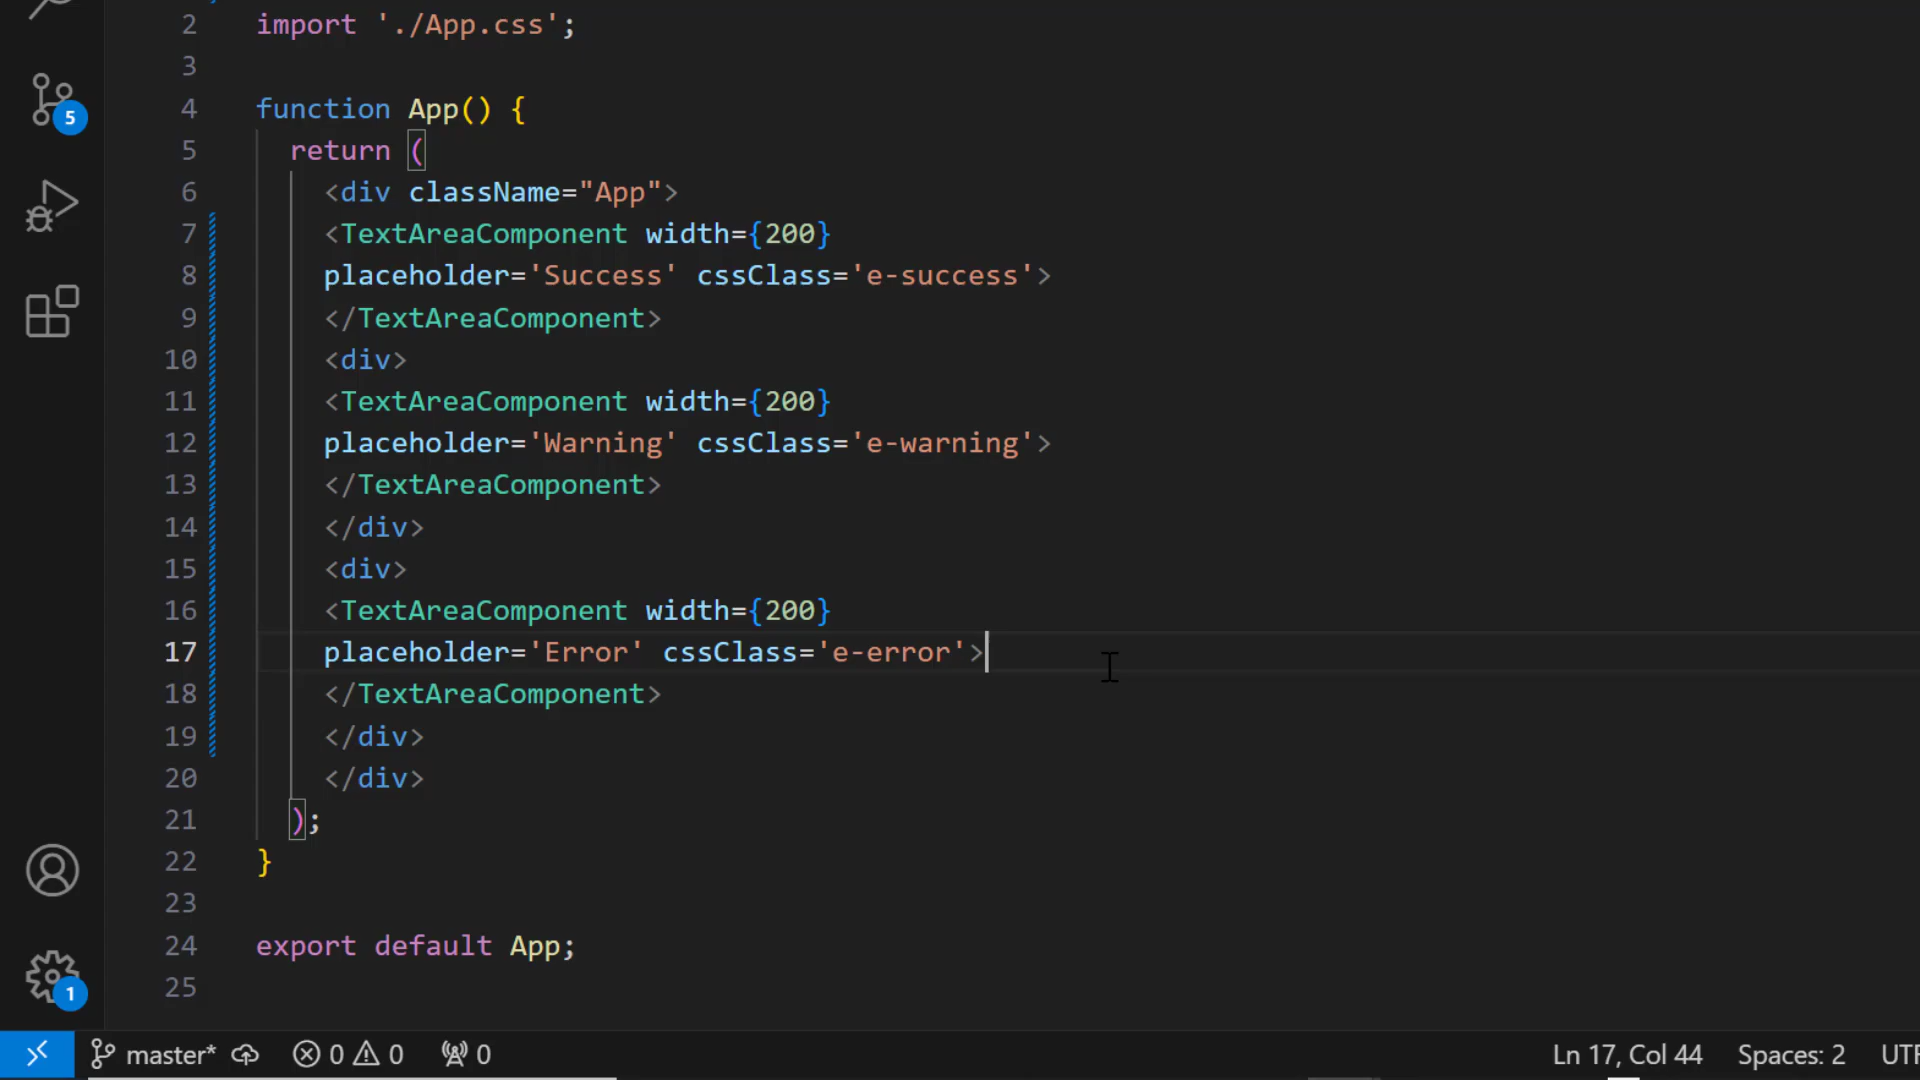 2 import './App.css';
3
4 function App() {
5 return (
6 <div className="App">
7 <TextAreaComponent width={200}
8 placeholder='Success' cssClass='e-success'>
9 </TextAreaComponent>
10 <div>
11 <TextAreaComponent width={200}
12 placeholder='Warning' cssClass='e-warning'>
13 </TextAreaComponent>
14 </div>
15 <div>
16 <TextAreaComponent width={200}
17 placeholder='Error' cssClass='e-error'>
18 </TextAreaComponent>
19 </div>
20 </div>
21 );
22 }
23
24 export default App;
25
5
1
master* 0 0 0 Ln 17, Col 44 Spaces: 2 UTF